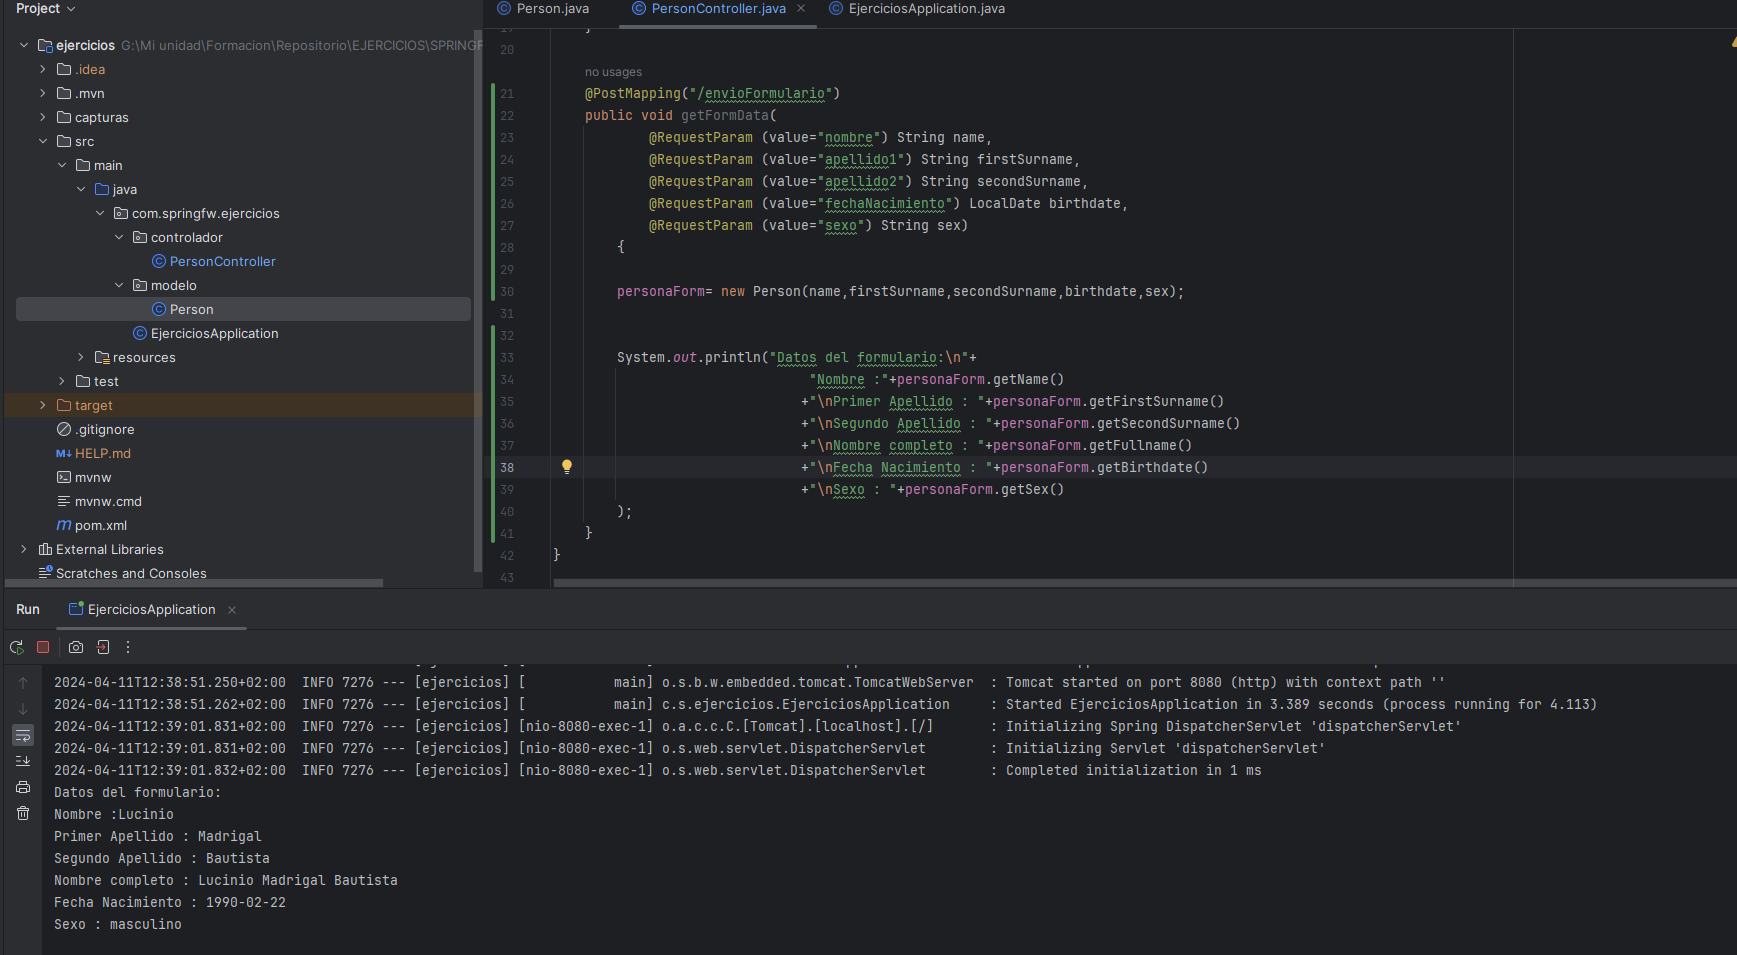 Project
Person.java
PersonController.java
EjerciciosApplication.java
ejercicios G:\Mi unidad\Formacion\Repositorio\EJERCICIOS\SPRINGF
.idea
.mvn
capturas
src
main
java
com.springfw.ejercicios
controlador
PersonController
modelo
Person
EjerciciosApplication
resources
test
target
.gitignore
HELP.md
mvnw
mvnw.cmd
pom.xml
External Libraries
Scratches and Consoles
20
no usages
21 @PostMapping("/envioFormulario")
22 public void getFormData(
23 @RequestParam (value="nombre") String name,
24 @RequestParam (value="apellido1") String firstSurname,
25 @RequestParam (value="apellido2") String secondSurname,
26 @RequestParam (value="fechaNacimiento") LocalDate birthdate,
27 @RequestParam (value="sexo") String sex)
28 {
29
30 personaForm= new Person(name,firstSurname,secondSurname,birthdate,sex);
31
32
33 System.out.println("Datos del formulario:\n"+
34 "Nombre :"+personaForm.getName()
35 +"\nPrimer Apellido : "+personaForm.getFirstSurname()
36 +"\nSegundo Apellido : "+personaForm.getSecondSurname()
37 +"\nNombre completo : "+personaForm.getFullname()
38 +"\nFecha Nacimiento : "+personaForm.getBirthdate()
39 +"\nSexo : "+personaForm.getSex()
40 );
41 }
42 }
43
Run EjerciciosApplication
2024-04-11T12:38:51.250+02:00 INFO 7276 --- [ejercicios] [ main] o.s.b.w.embedded.tomcat.TomcatWebServer : Tomcat started on port 8080 (http) with context path ''
2024-04-11T12:38:51.262+02:00 INFO 7276 --- [ejercicios] [ main] c.s.ejercicios.EjerciciosApplication : Started EjerciciosApplication in 3.389 seconds (process running for 4.113)
2024-04-11T12:39:01.831+02:00 INFO 7276 --- [ejercicios] [nio-8080-exec-1] o.a.c.c.C.[Tomcat].[localhost].[/] : Initializing Spring DispatcherServlet 'dispatcherServlet'
2024-04-11T12:39:01.831+02:00 INFO 7276 --- [ejercicios] [nio-8080-exec-1] o.s.web.servlet.DispatcherServlet : Initializing Servlet 'dispatcherServlet'
2024-04-11T12:39:01.832+02:00 INFO 7276 --- [ejercicios] [nio-8080-exec-1] o.s.web.servlet.DispatcherServlet : Completed initialization in 1 ms
Datos del formulario:
Nombre :Lucinio
Primer Apellido : Madrigal
Segundo Apellido : Bautista
Nombre completo : Lucinio Madrigal Bautista
Fecha Nacimiento : 1990-02-22
Sexo : masculino